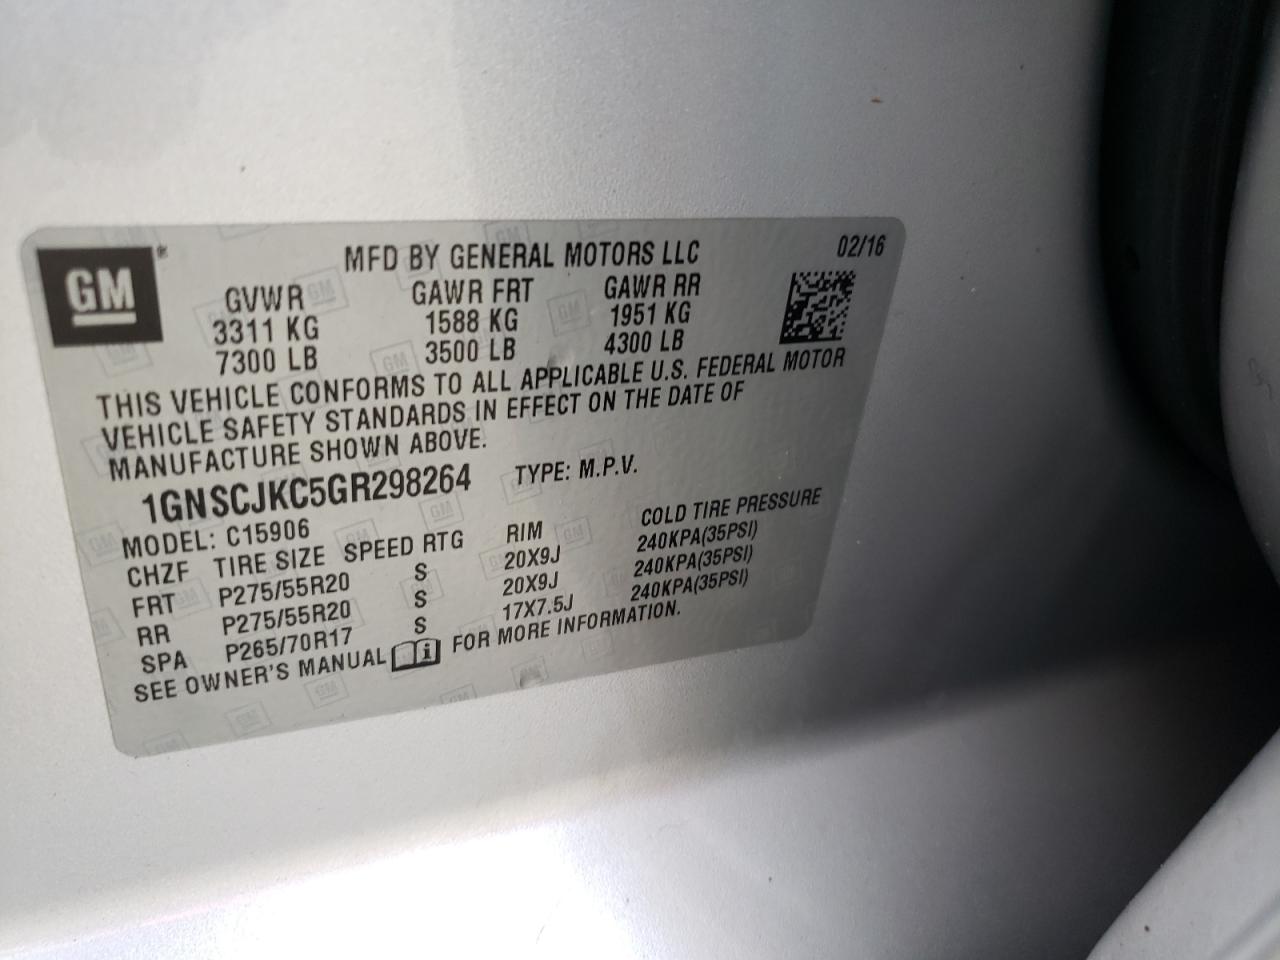 GM®
MFD BY GENERAL MOTORS LLC
02/16
GVWR GAWR FRT GAWR RR
3311 KG 1588 KG 1951 KG
7300 LB 3500 LB 4300 LB
THIS VEHICLE CONFORMS TO ALL APPLICABLE U.S. FEDERAL MOTOR
VEHICLE SAFETY STANDARDS IN EFFECT ON THE DATE OF
MANUFACTURE SHOWN ABOVE.
1GNSCJKC5GR298264 TYPE: M.P.V.
MODEL: C15906
CHZF TIRE SIZE SPEED RTG RIM COLD TIRE PRESSURE
FRT P275/55R20 S 20X9J 240KPA(35PSI)
RR P275/55R20 S 20X9J 240KPA(35PSI)
SPA P265/70R17 S 17X7.5J 240KPA(35PSI)
SEE OWNER'S MANUAL i FOR MORE INFORMATION.